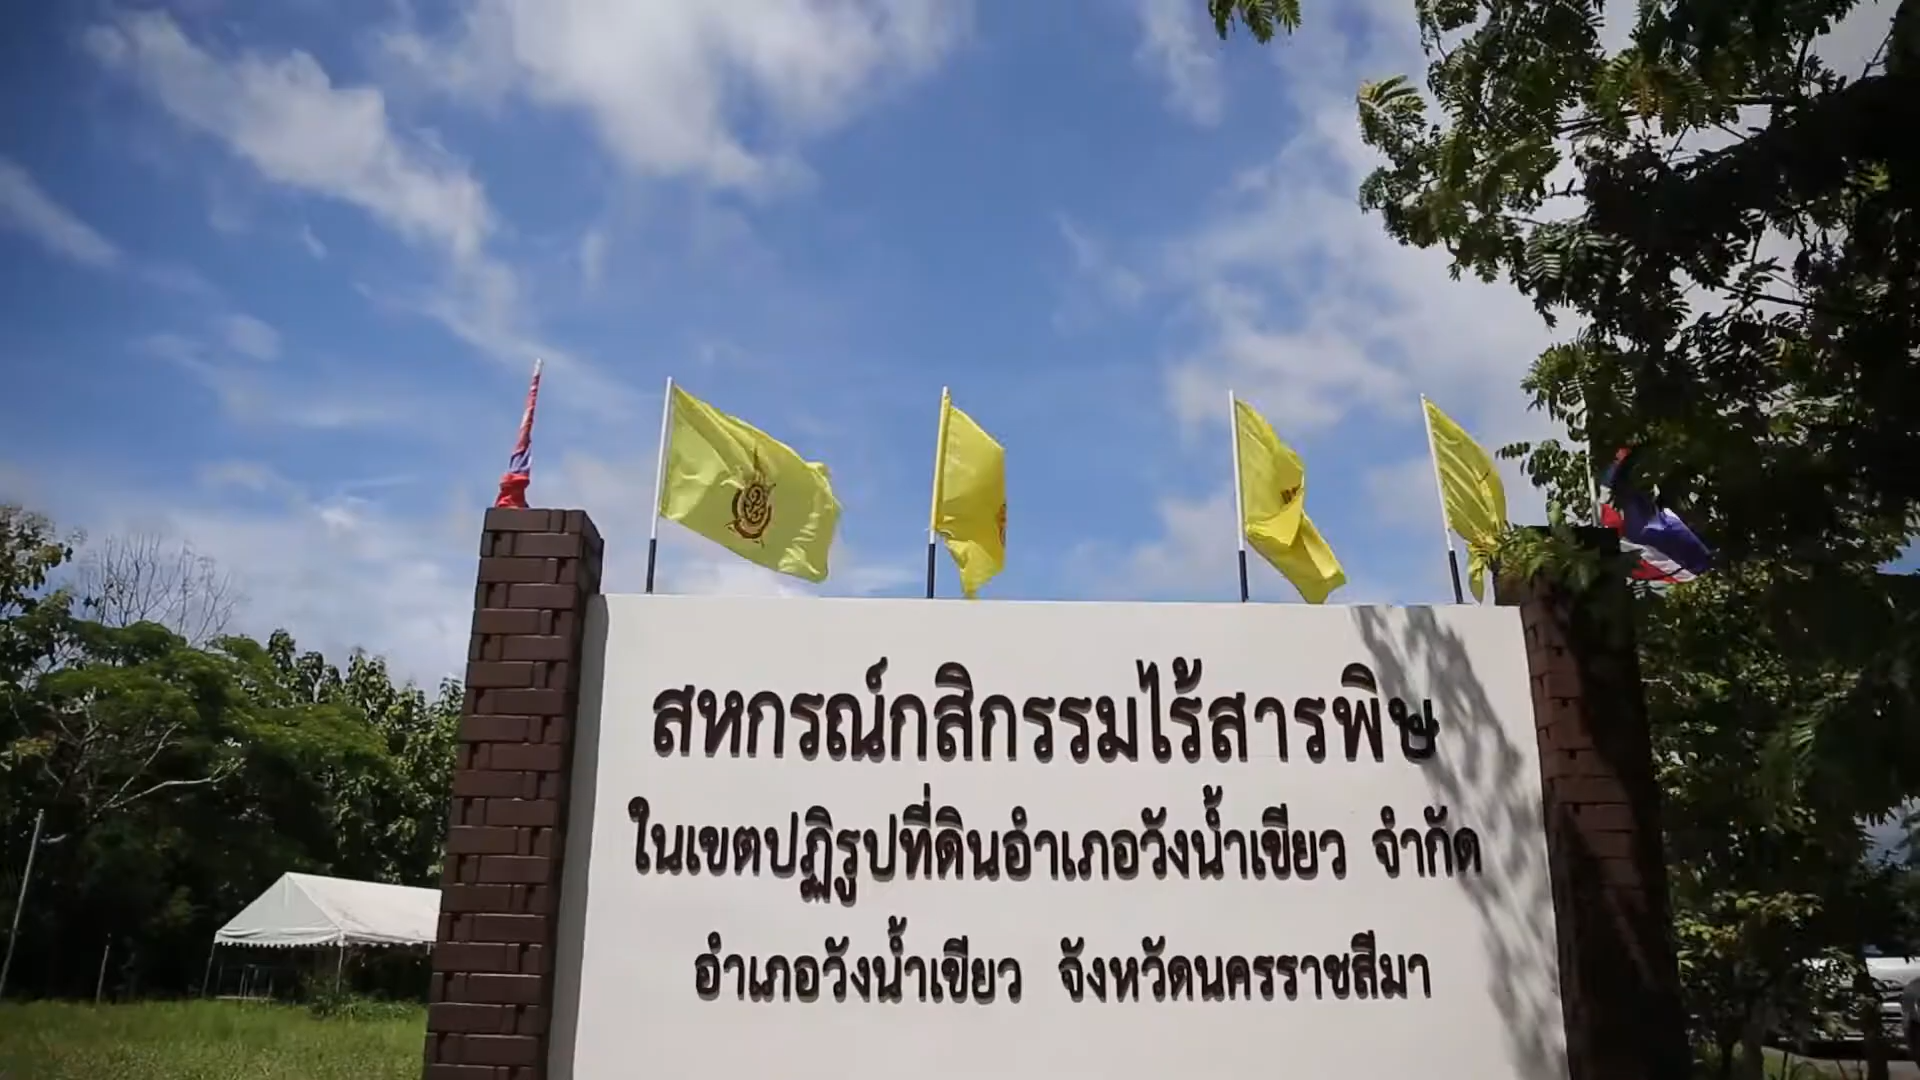 สหกรณ์กสิกรรมไร้สารพิษ
ในเขตปฏิรูปที่ดินอำเภอวังน้ำเขียว จำกัด
อำเภอวังน้ำเขียว จังหวัดนครราชสีมา